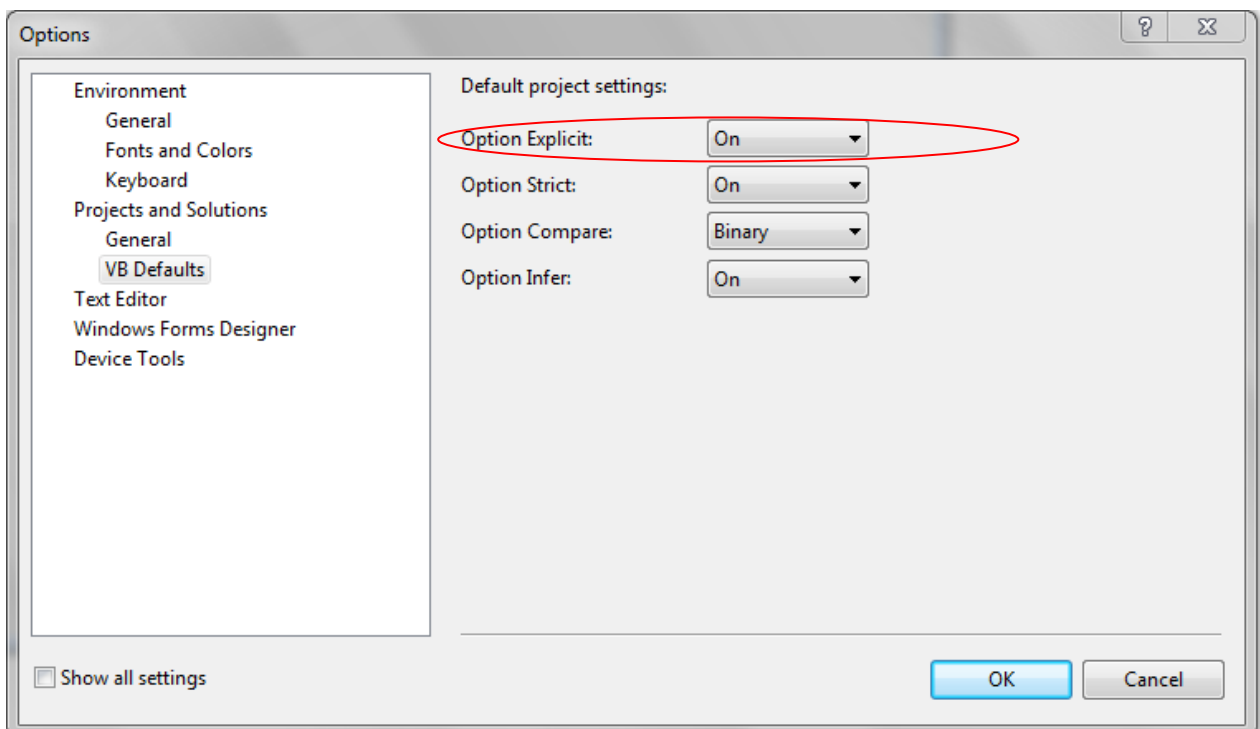 Options
Environment
General
Fonts and Colors
Keyboard
Projects and Solutions
General
VB Defaults
Text Editor
Windows Forms Designer
Device Tools
Default project settings:
Option Explicit: On
Option Strict: On
Option Compare: Binary
Option Infer: On
Show all settings
OK Cancel